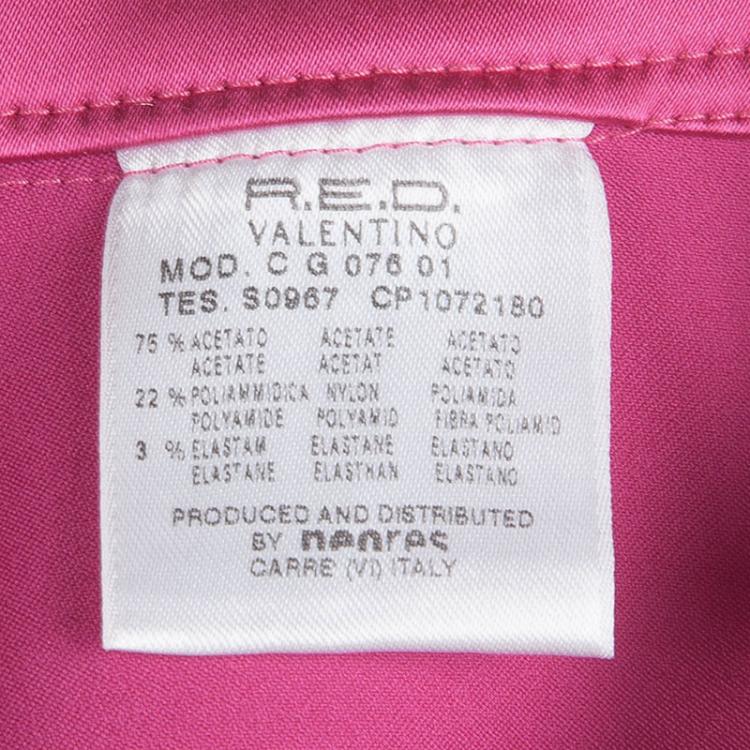 R.E.D.
VALENTINO
MOD. C G 076 01
TES. S0967 CP1072180
75 % ACETATO ACETATE ACETATO
ACETATE ACETAT ACETATO
22 % POLIAMMIDICA NYLON POLIAMIDA
POLYAMIDE POLYAMID FIBRA POLIAMID
3 % ELASTAM ELASTANE ELASTANO
ELASTANE ELASTHAN ELASTANO
PRODUCED AND DISTRIBUTED
BY
CARRE (VI) ITALY